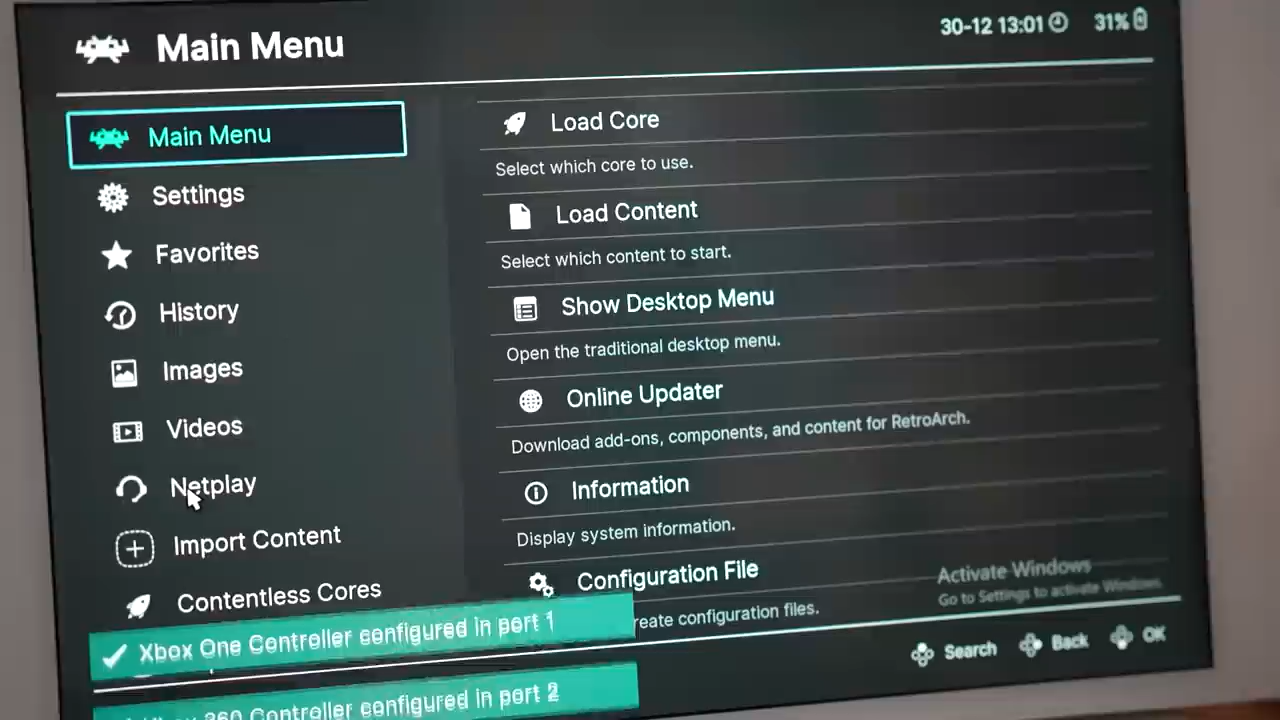 Main Menu
30-12 13:01
31%
Main Menu
Settings
Favorites
History
Images
Videos
Netplay
Import Content
Contentless Cores
Load Core
Select which core to use.
Load Content
Select which content to start.
Show Desktop Menu
Open the traditional desktop menu.
Online Updater
Download add-ons, components, and content for RetroArch.
Information
Display system information.
Configuration File
reate configuration files.
Activate Windows
Go to Settings to activate Windows.
Xbox One Controller configured in port 1
360 Controller configured in port 2
Search
Back
OK